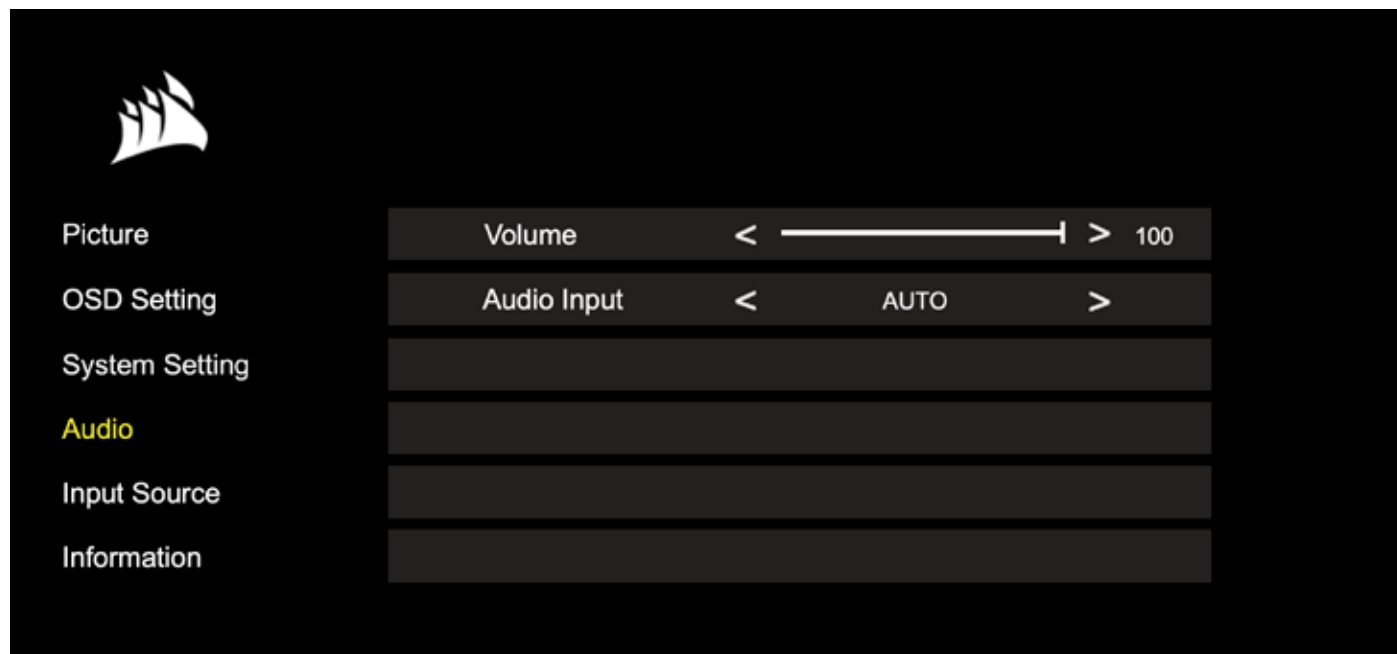 Picture Volume < > 100
OSD Setting Audio Input < AUTO >
System Setting
Audio
Input Source
Information